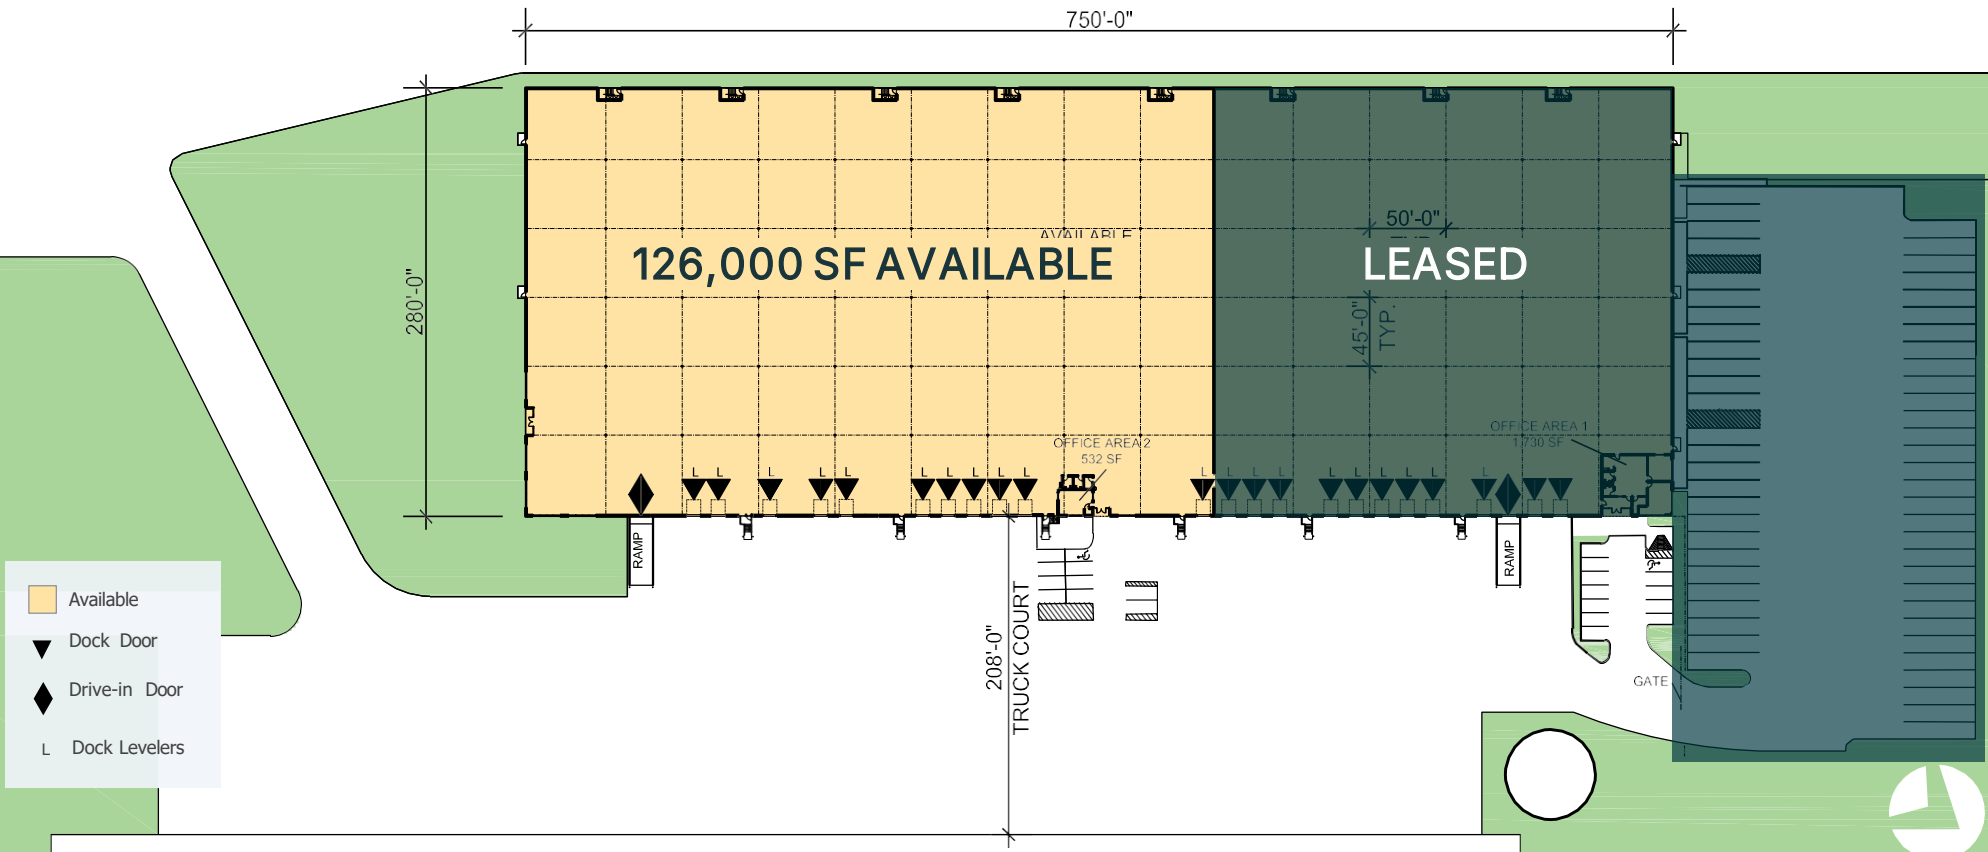 750'-0"
280'-0"
AVAILABLE
126,000 SF AVAILABLE
50'-0"
LEASED
45'-0"
TYP.
OFFICE AREA 2
532 SF
OFFICE AREA 1
1,730 SF
L L L L L L L L L L L L L L L L L L L L
RAMP
RAMP
208'-0"
TRUCK COURT
GATE
Available
Dock Door
Drive-in Door
L Dock Levelers